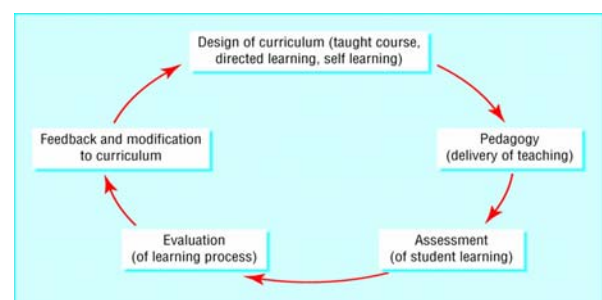 Design of curriculum (taught course,
directed learning, self learning)
Pedagogy
(delivery of teaching)
Assessment
(of student learning)
Evaluation
(of learning process)
Feedback and modification
to curriculum